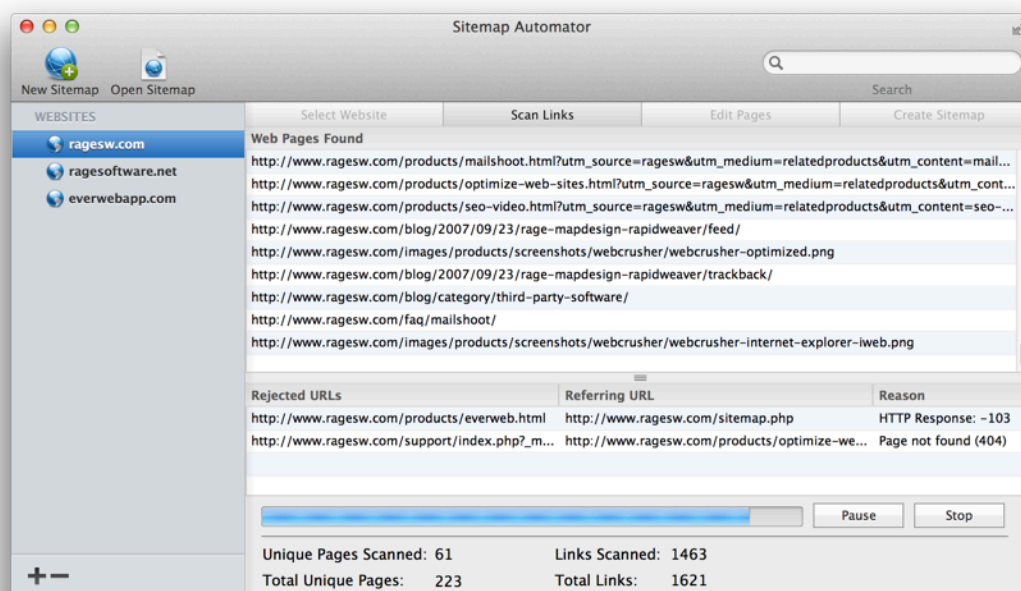 Sitemap Automator
New Sitemap Open Sitemap
Search
WEBSITES
ragesw.com
ragesoftware.net
everwebapp.com
Select Website Scan Links Edit Pages Create Sitemap
Web Pages Found
http://www.ragesw.com/products/mailshoot.html?utm_source=ragesw&utm_medium=relatedproducts&utm_content=mail...
http://www.ragesw.com/products/optimize-web-sites.html?utm_source=ragesw&utm_medium=relatedproducts&utm_cont...
http://www.ragesw.com/products/seo-video.html?utm_source=ragesw&utm_medium=relatedproducts&utm_content=seo-...
http://www.ragesw.com/blog/2007/09/23/rage-mapdesign-rapidweaver/feed/
http://www.ragesw.com/images/products/screenshots/webcrusher/webcrusher-optimized.png
http://www.ragesw.com/blog/2007/09/23/rage-mapdesign-rapidweaver/trackback/
http://www.ragesw.com/blog/category/third-party-software/
http://www.ragesw.com/faq/mailshoot/
http://www.ragesw.com/images/products/screenshots/webcrusher/webcrusher-internet-explorer-iweb.png
Rejected URLs Referring URL Reason
http://www.ragesw.com/products/everweb.html http://www.ragesw.com/sitemap.php HTTP Response: -103
http://www.ragesw.com/support/index.php?_m... http://www.ragesw.com/products/optimize-we... Page not found (404)
Pause Stop
Unique Pages Scanned: 61 Links Scanned: 1463
Total Unique Pages: 223 Total Links: 1621